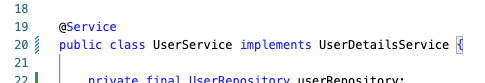 18
19 @Service
20 public class UserService implements UserDetailsService {
21
22 private final UserRepository userRepository;